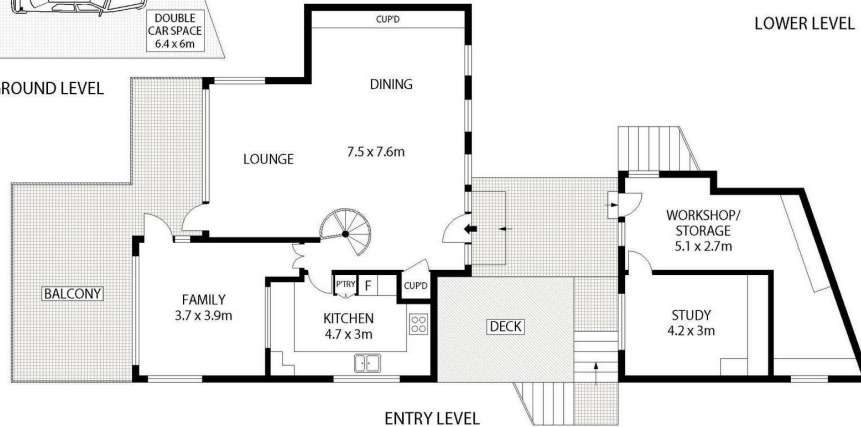 DOUBLE
CAR SPACE
6.4 x 6m
ROUND LEVEL
LOWER LEVEL
CUP'D
DINING
LOUNGE
7.5 x 7.6m
WORKSHOP/
STORAGE
5.1 x 2.7m
BALCONY
FAMILY
3.7 x 3.9m
P'TRY
F
CUP'D
KITCHEN
4.7 x 3m
DECK
STUDY
4.2 x 3m
ENTRY LEVEL